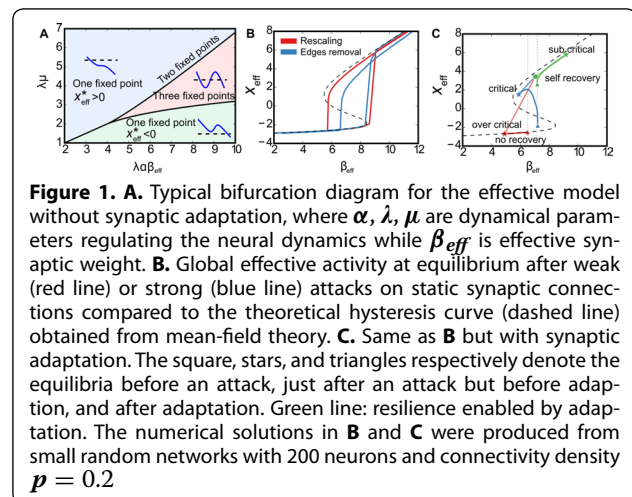 A
B
C
λμ
7
6
5
4
3
2
2 3 4 5 6 7 8 9 10
λαβeff
One fixed point
x*eff>0
Two fixed points
Three fixed points
One fixed point
x*eff<0
Xeff
8
6
4
2
0
−2
−4
2 4 6 8 10 12
βeff
Rescaling
Edges removal
Xeff
8
6
4
2
0
−2
−4
2 4 6 8 10
βeff
sub critical
self recovery
critical
over critical
no recovery
Figure 1. A. Typical bifurcation diagram for the effective model
without synaptic adaptation, where α, λ, μ are dynamical param-
eters regulating the neural dynamics while βeff is effective syn-
aptic weight. B. Global effective activity at equilibrium after weak
(red line) or strong (blue line) attacks on static synaptic connec-
tions compared to the theoretical hysteresis curve (dashed line)
obtained from mean-field theory. C. Same as B but with synaptic
adaptation. The square, stars, and triangles respectively denote the
equilibria before an attack, just after an attack but before adap-
tion, and after adaptation. Green line: resilience enabled by adap-
tation. The numerical solutions in B and C were produced from
small random networks with 200 neurons and connectivity density
p = 0.2